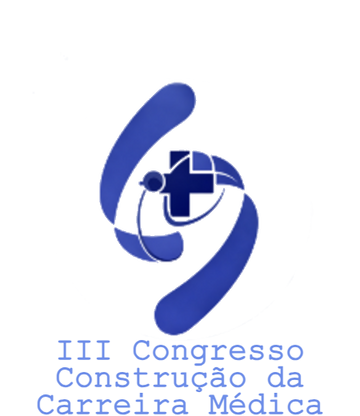 III Congresso
Construção da
Carreira Médica